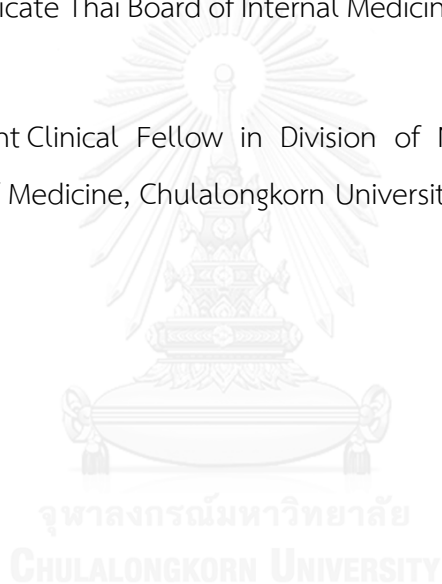 icate Thai Board of Internal Medicin
nt Clinical Fellow in Division of N
f Medicine, Chulalongkorn Universit
จุฬาลงกรณ์มหาวิทยาลัย
CHULALONGKORN UNIVERSITY